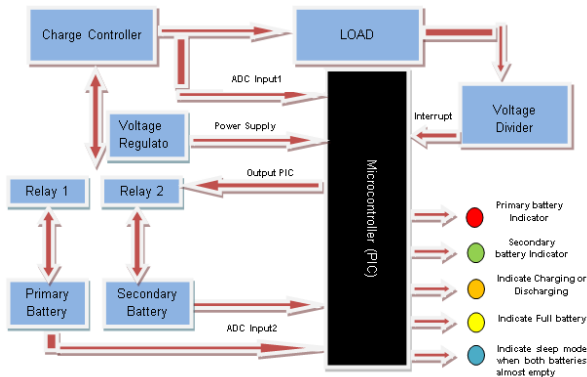 Charge Controller
LOAD
ADC Input1
Voltage
Regulato
Power Supply
Interrupt
Voltage
Divider
Microcontroller (PIC)
Output PIC
Relay 1
Relay 2
Primary battery
Indicator
Secondary
battery Indicator
Primary
Battery
Secondary
Battery
Indicate Charging or
Discharging
Indicate Full battery
ADC Input2
Indicate sleep mode
when both batteries
almost empty